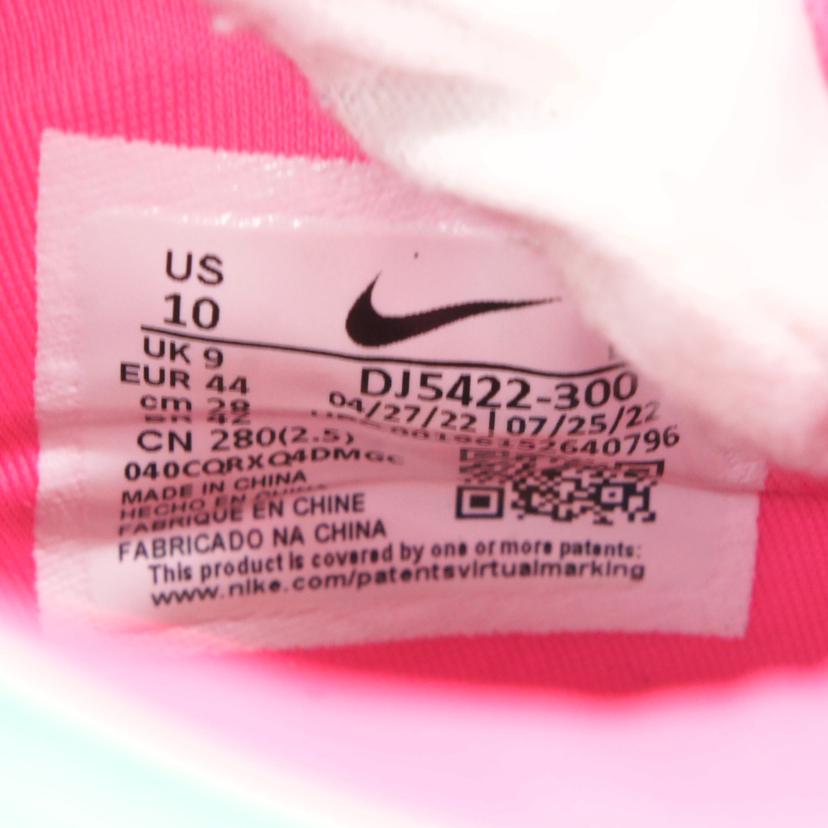 US
10
UK 9
EUR 44
cm 28
BR 42
CN 280(2.5)
DJ5422-300
04/27/22 | 07/25/22
MADE IN CHINA
HECHO EN CHINA
FABRIQUE EN CHINE
FABRICADO NA CHINA
This product is covered by one or more patents:
www.nike.com/patentsvirtualmarking